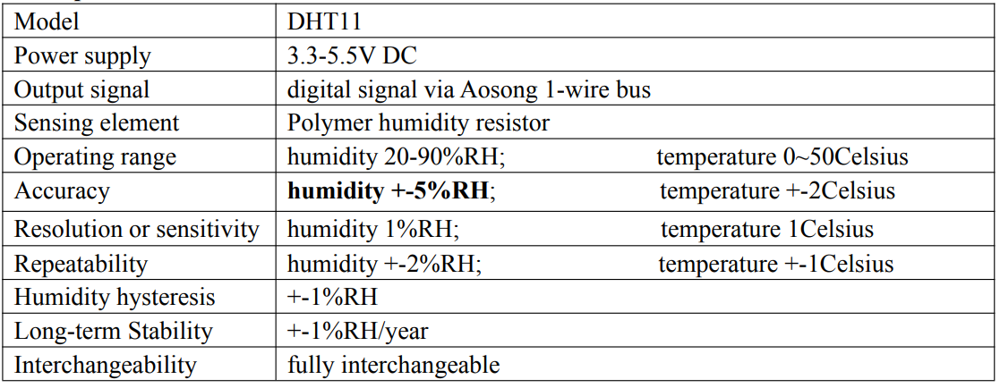 Model DHT11
Power supply 3.3-5.5V DC
Output signal digital signal via Aosong 1-wire bus
Sensing element Polymer humidity resistor
Operating range humidity 20-90%RH; temperature 0~50Celsius
Accuracy humidity +-5%RH; temperature +-2Celsius
Resolution or sensitivity humidity 1%RH; temperature 1Celsius
Repeatability humidity +-2%RH; temperature +-1Celsius
Humidity hysteresis +-1%RH
Long-term Stability +-1%RH/year
Interchangeability fully interchangeable